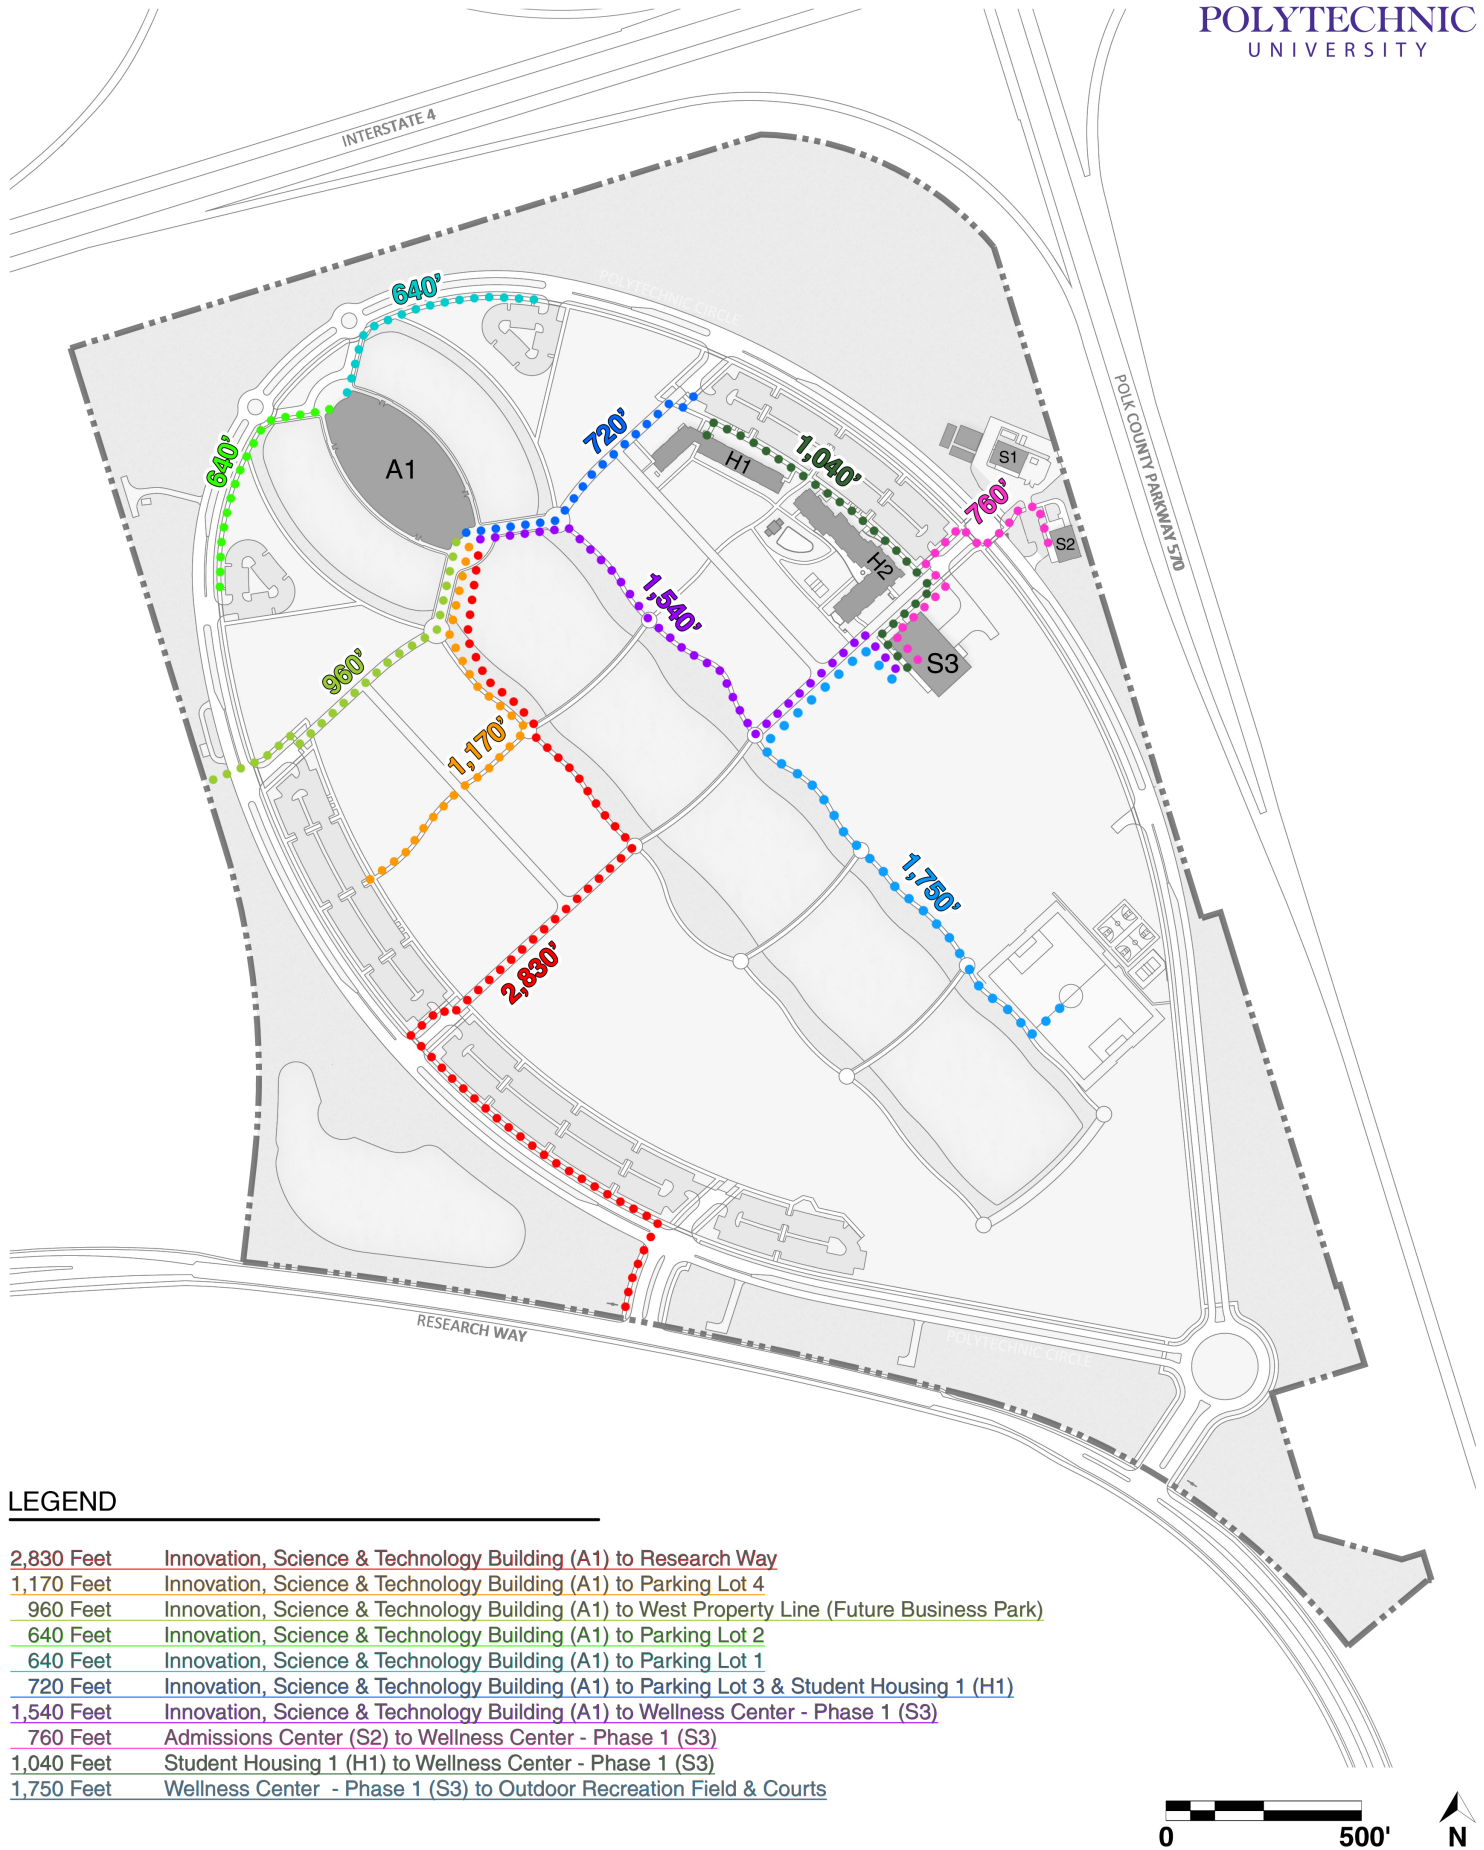 POLYTECHNIC
UNIVERSITY
INTERSTATE 4
POLYTECHNIC CIRCLE
640’
POLK COUNTY PARKWAY 570
720’
640’
A1
H1
1,040’
S1
760’
S2
H2
1,540’
S3
960’
1,170’
1,750’
2,830’
RESEARCH WAY
POLYTECHNIC CIRCLE
LEGEND
2,830 Feet Innovation, Science & Technology Building (A1) to Research Way
1,170 Feet Innovation, Science & Technology Building (A1) to Parking Lot 4
960 Feet Innovation, Science & Technology Building (A1) to West Property Line (Future Business Park)
640 Feet Innovation, Science & Technology Building (A1) to Parking Lot 2
640 Feet Innovation, Science & Technology Building (A1) to Parking Lot 1
720 Feet Innovation, Science & Technology Building (A1) to Parking Lot 3 & Student Housing 1 (H1)
1,540 Feet Innovation, Science & Technology Building (A1) to Wellness Center - Phase 1 (S3)
760 Feet Admissions Center (S2) to Wellness Center - Phase 1 (S3)
1,040 Feet Student Housing 1 (H1) to Wellness Center - Phase 1 (S3)
1,750 Feet Wellness Center - Phase 1 (S3) to Outdoor Recreation Field & Courts
0 500' N